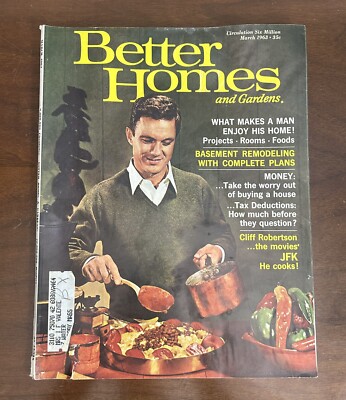 Circulation Six Million
March 1963 • 25c
Better
Homes
and Gardens.
WHAT MAKES A MAN
ENJOY HIS HOME!
Projects · Rooms · Foods
BASEMENT REMODELING
WITH COMPLETE PLANS
MONEY:
...Take the worry out
of buying a house
...Tax Deductions:
How much before
they question?
Cliff Robertson
...the movies'
JFK
He cooks!
MRS L F VALENTE